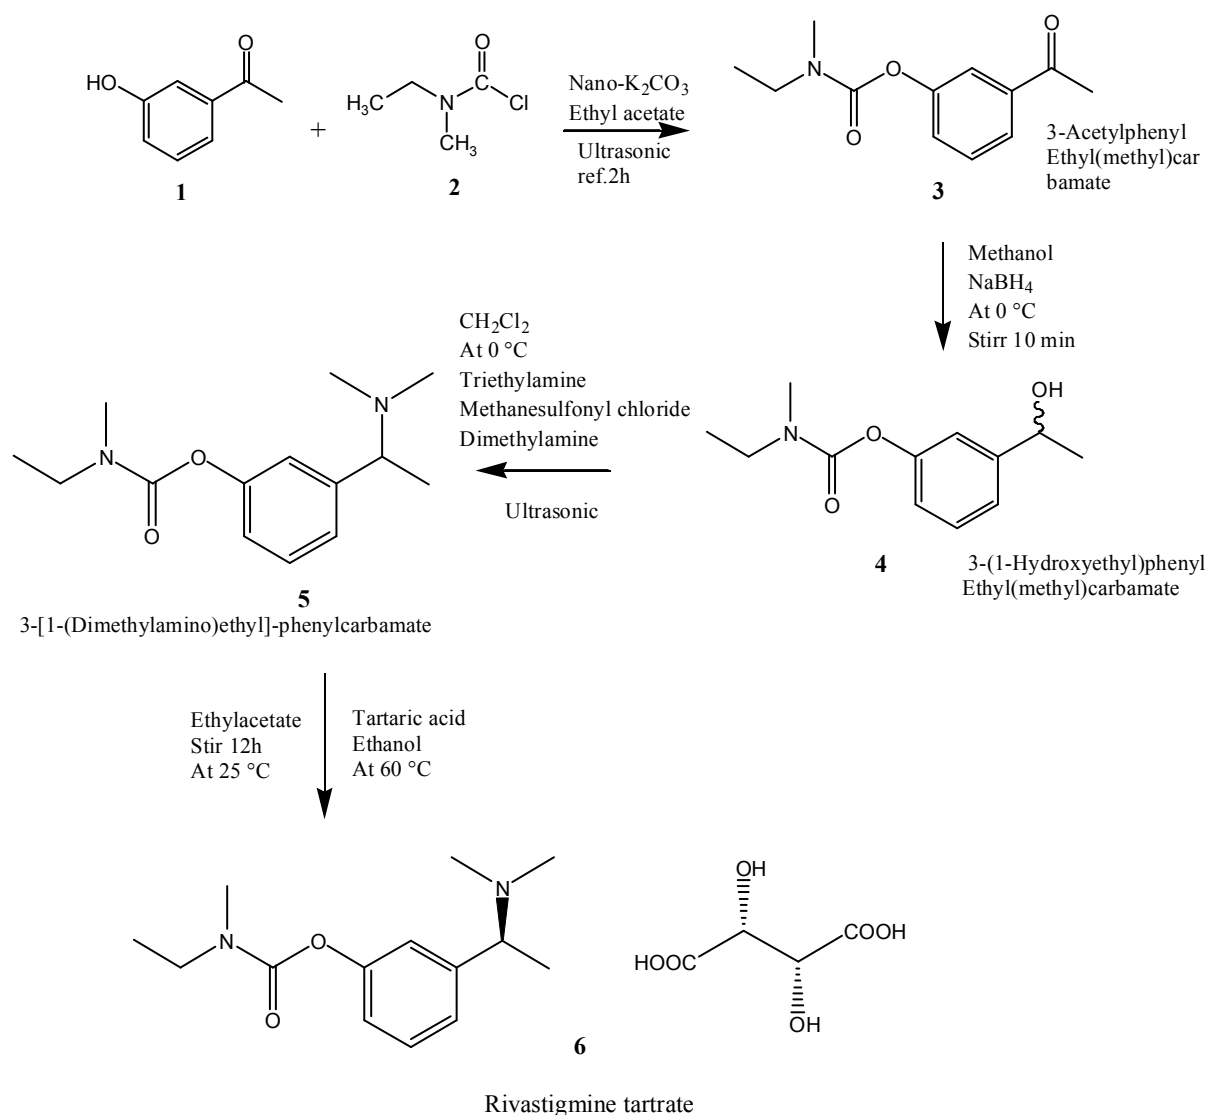 HO
O
1
+
O
H₃C
N
Cl
CH₃
2
Nano-K₂CO₃
Ethyl acetate
Ultrasonic
ref.2h
N
O
O
O
3
3-Acetylphenyl
Ethyl(methyl)car
bamate
Methanol
NaBH₄
At 0 °C
Stirr 10 min
OH
N
O
O
4
3-(1-Hydroxyethyl)phenyl
Ethyl(methyl)carbamate
CH₂Cl₂
At 0 °C
Triethylamine
Methanesulfonyl chloride
Dimethylamine
Ultrasonic
N
N
O
O
5
3-[1-(Dimethylamino)ethyl]-phenylcarbamate
Ethylacetate
Stir 12h
At 25 °C
Tartaric acid
Ethanol
At 60 °C
N
N
O
O
OH
COOH
HOOC
OH
6
Rivastigmine tartrate